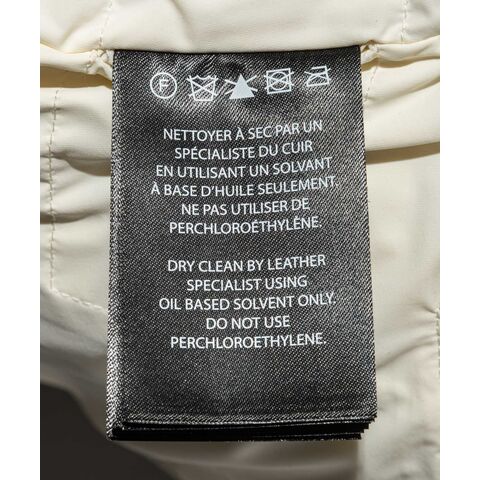 F
NETTOYER À SEC PAR UN
SPÉCIALISTE DU CUIR
EN UTILISANT UN SOLVANT
À BASE D'HUILE SEULEMENT.
NE PAS UTILISER DE
PERCHLOROÉTHYLÈNE.
DRY CLEAN BY LEATHER
SPECIALIST USING
OIL BASED SOLVENT ONLY.
DO NOT USE
PERCHLOROETHYLENE.